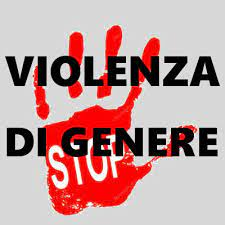 VIOLENZA
DI GENERE
STOP